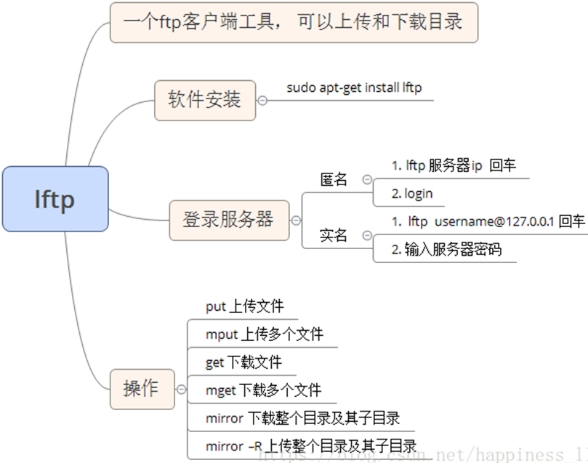 一个ftp客户端工具，可以上传和下载目录
软件安装
sudo apt-get install lftp
lftp
登录服务器
匿名
1. lftp 服务器ip 回车
2. login
实名
1. lftp username@127.0.0.1 回车
2. 输入服务器密码
操作
put 上传文件
mput 上传多个文件
get 下载文件
mget 下载多个文件
mirror 下载整个目录及其子目录
mirror –R 上传整个目录及其子目录